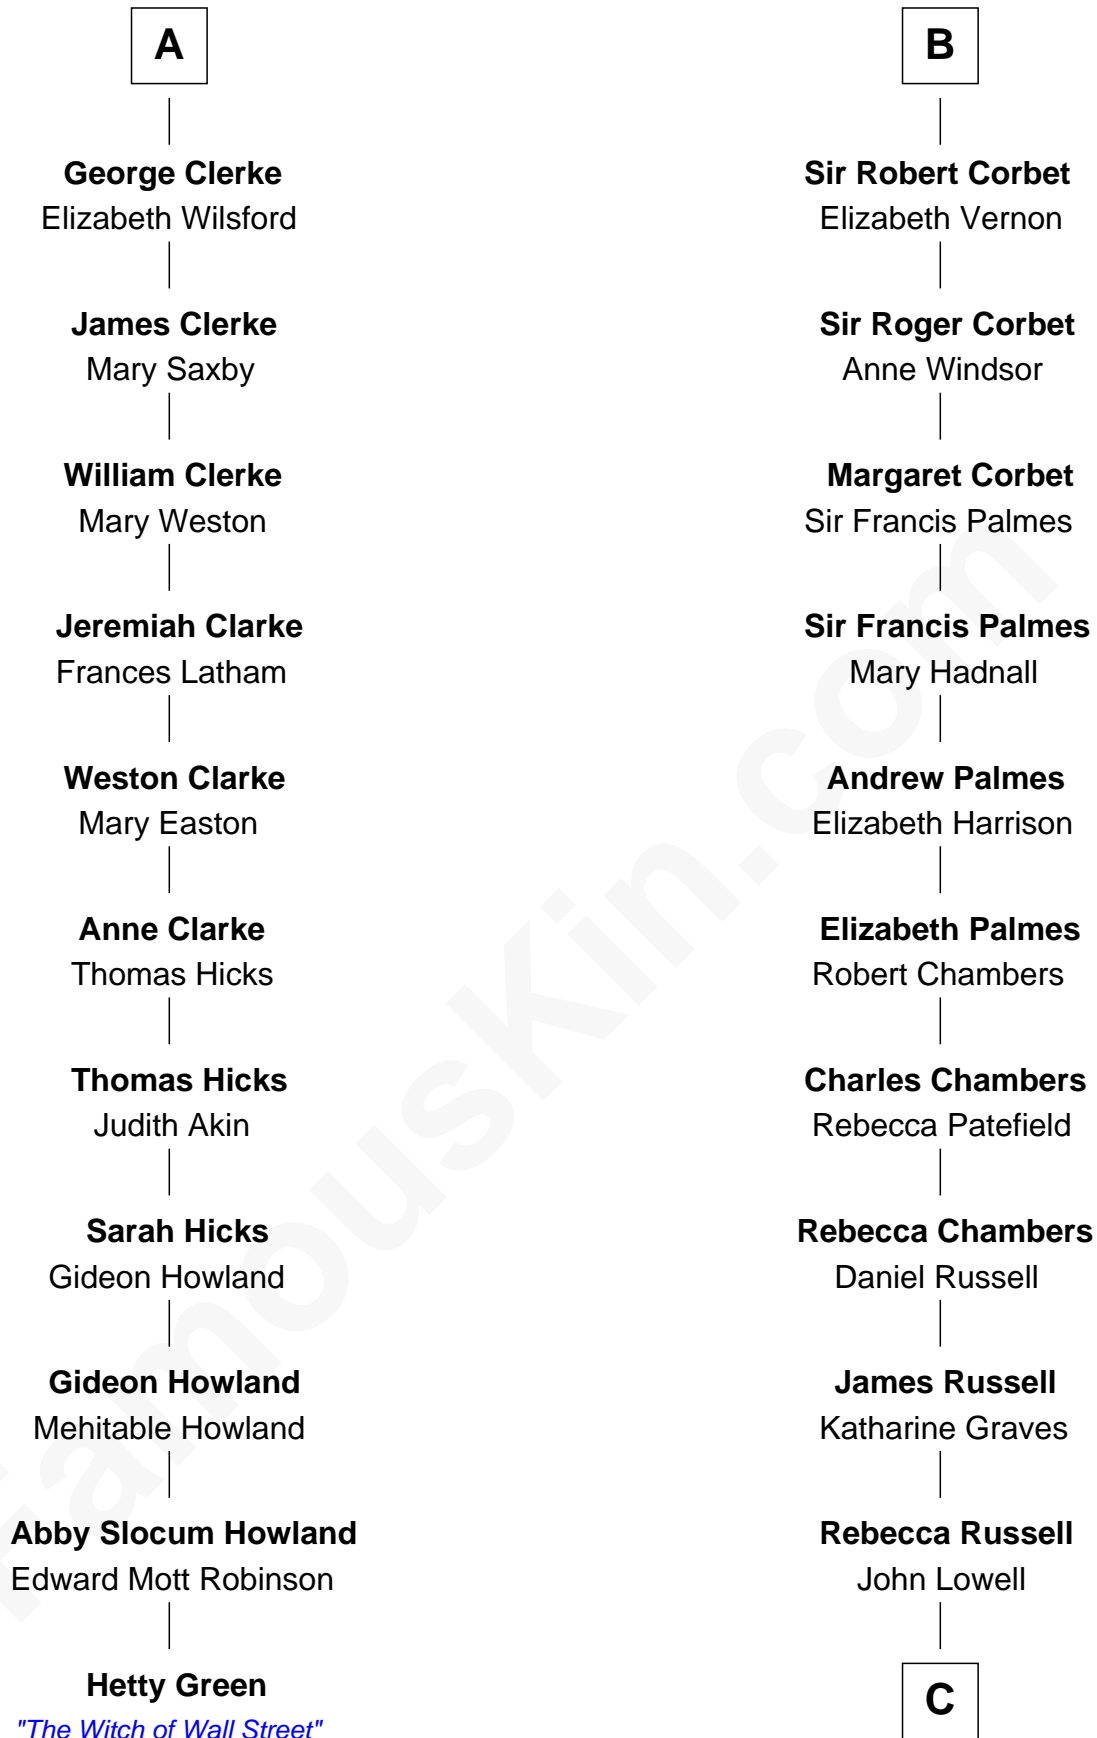 A
George Clerke
Elizabeth Wilsford
James Clerke
Mary Saxby
William Clerke
Mary Weston
Jeremiah Clarke
Frances Latham
Weston Clarke
Mary Easton
Anne Clarke
Thomas Hicks
Thomas Hicks
Judith Akin
Sarah Hicks
Gideon Howland
Gideon Howland
Mehitable Howland
Abby Slocum Howland
Edward Mott Robinson
Hetty Green
"The Witch of Wall Street"
B
Sir Robert Corbet
Elizabeth Vernon
Sir Roger Corbet
Anne Windsor
Margaret Corbet
Sir Francis Palmes
Sir Francis Palmes
Mary Hadnall
Andrew Palmes
Elizabeth Harrison
Elizabeth Palmes
Robert Chambers
Charles Chambers
Rebecca Patefield
Rebecca Chambers
Daniel Russell
James Russell
Katharine Graves
Rebecca Russell
John Lowell
C
FamousKin.com